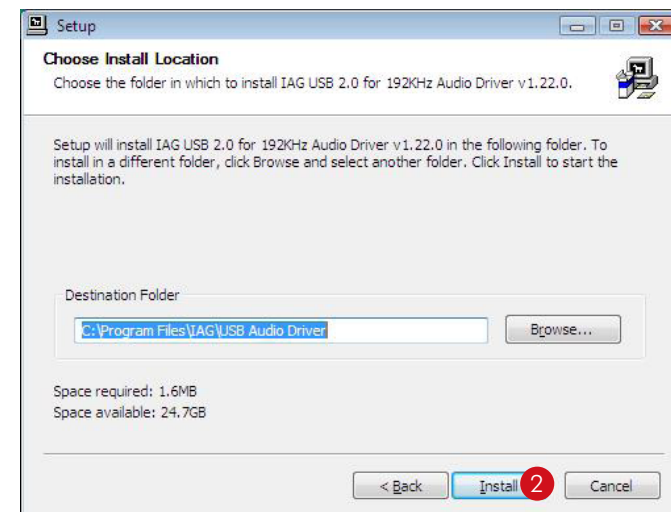 Setup
Choose Install Location
Choose the folder in which to install IAG USB 2.0 for 192KHz Audio Driver v1.22.0.
Setup will install IAG USB 2.0 for 192KHz Audio Driver v1.22.0 in the following folder. To
install in a different folder, click Browse and select another folder. Click Install to start the
installation.
Destination Folder
C:\Program Files\IAG\USB Audio Driver
Browse...
Space required: 1.6MB
Space available: 24.7GB
< Back
Install
2
Cancel